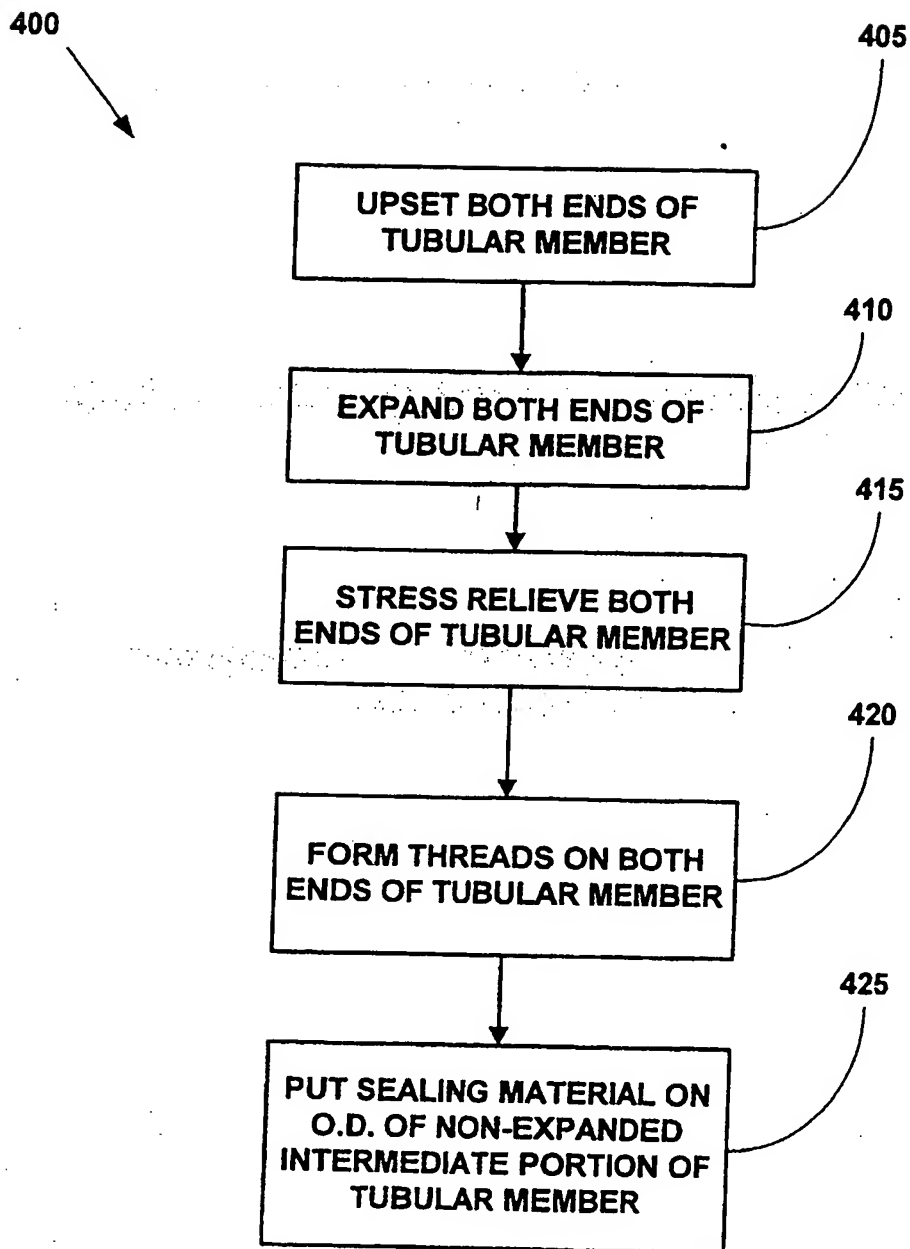 400
405
UPSET BOTH ENDS OF
TUBULAR MEMBER
410
EXPAND BOTH ENDS OF
TUBULAR MEMBER
415
STRESS RELIEVE BOTH
ENDS OF TUBULAR MEMBER
420
FORM THREADS ON BOTH
ENDS OF TUBULAR MEMBER
425
PUT SEALING MATERIAL ON
O.D. OF NON-EXPANDED
INTERMEDIATE PORTION OF
TUBULAR MEMBER